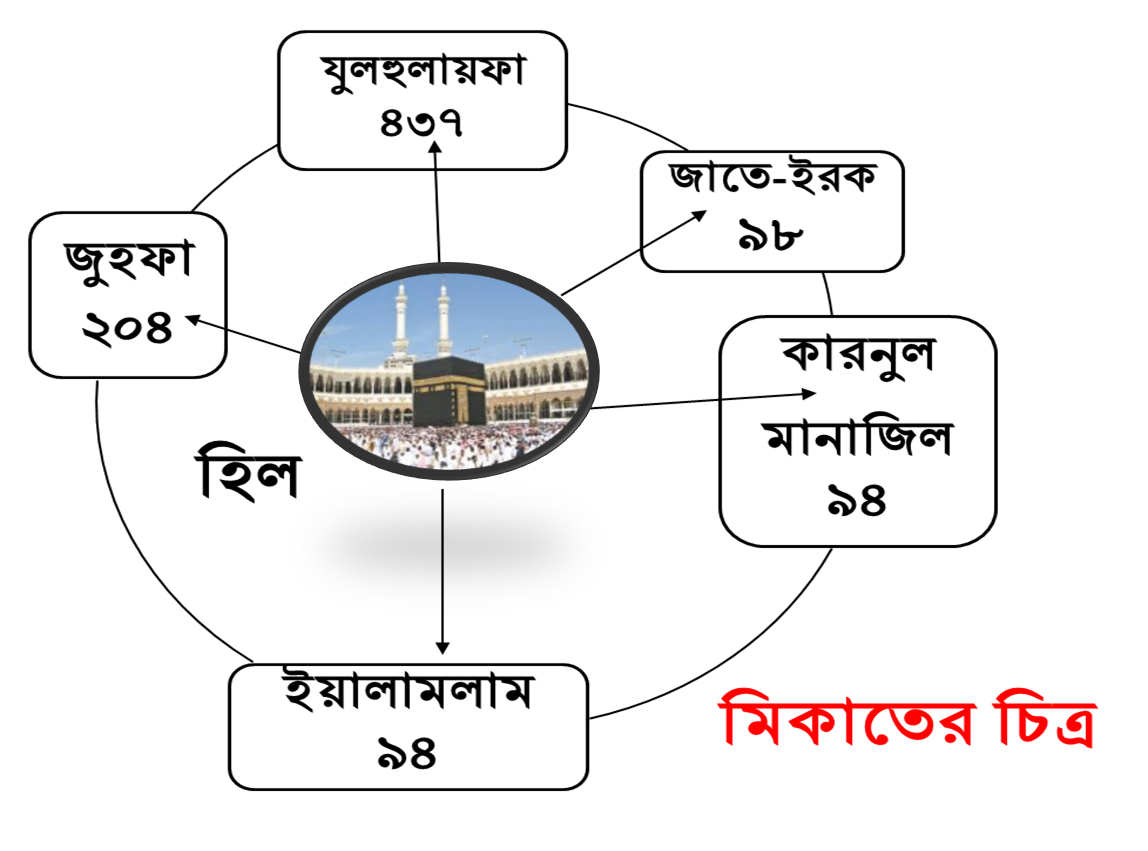 যুলহুলায়ফা
৪৩৭
জাতে-ইরক
৯৮
জুহফা
২০৪
কারনুল
মানাজিল
৯৪
হিল
ইয়ালামলাম
৯৪
মিকাতের চিত্র